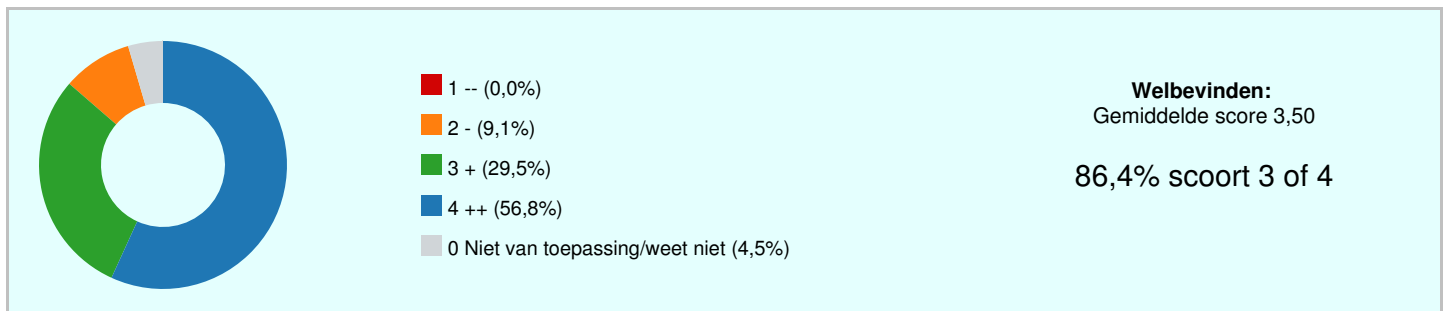 1 -- (0,0%)
2 - (9,1%)
3 + (29,5%)
4 ++ (56,8%)
0 Niet van toepassing/weet niet (4,5%)
Welbevinden:
Gemiddelde score 3,50
86,4% scoort 3 of 4